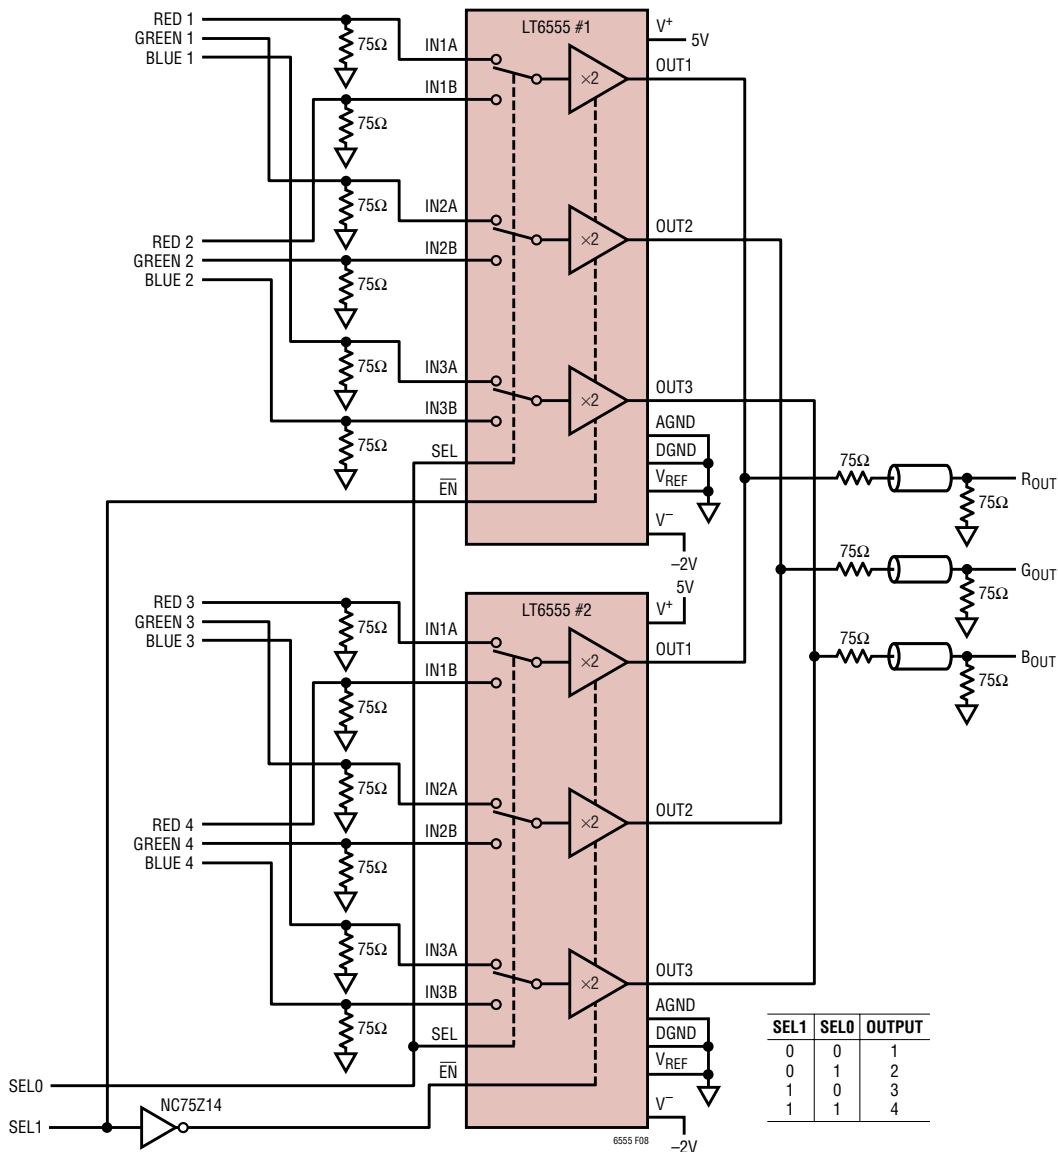 RED 1
GREEN 1
BLUE 1
75Ω
IN1A
LT6555 #1
V+
5V
×2
OUT1
IN1B
75Ω
75Ω
IN2A
×2
OUT2
RED 2
GREEN 2
BLUE 2
IN2B
75Ω
75Ω
IN3A
×2
OUT3
IN3B
75Ω
AGND
SEL
DGND
EN
VREF
V–
–2V
75Ω
ROUT
75Ω
75Ω
GOUT
75Ω
75Ω
BOUT
75Ω
RED 3
GREEN 3
BLUE 3
75Ω
IN1A
LT6555 #2
V+
5V
×2
OUT1
IN1B
75Ω
75Ω
IN2A
×2
OUT2
RED 4
GREEN 4
BLUE 4
IN2B
75Ω
75Ω
IN3A
×2
OUT3
IN3B
75Ω
AGND
SEL
DGND
EN
VREF
V–
–2V
SEL0
SEL1
NC75Z14
6555 F08
SEL1 SEL0 OUTPUT
0 0 1
0 1 2
1 0 3
1 1 4